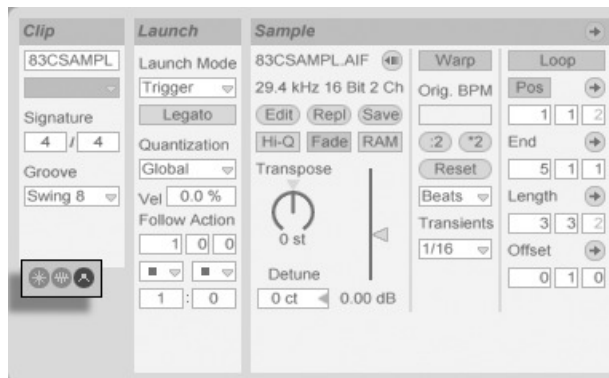 Clip
83CSAMPL
Signature
4 / 4
Groove
Swing 8
Launch
Launch Mode
Trigger
Legato
Quantization
Global
Vel 0.0 %
Follow Action
1 0 0
1 : 0
Sample
83CSAMPL.AIF
29.4 kHz 16 Bit 2 Ch
Edit Repl Save
Hi-Q Fade RAM
Transpose
0 st
Detune
0 ct 0.00 dB
Warp
Orig. BPM
:2 *2
Reset
Beats
Transients
1/16
Loop
Pos
1 1 2
End
5 1 1
Length
3 3 2
Offset
0 1 0